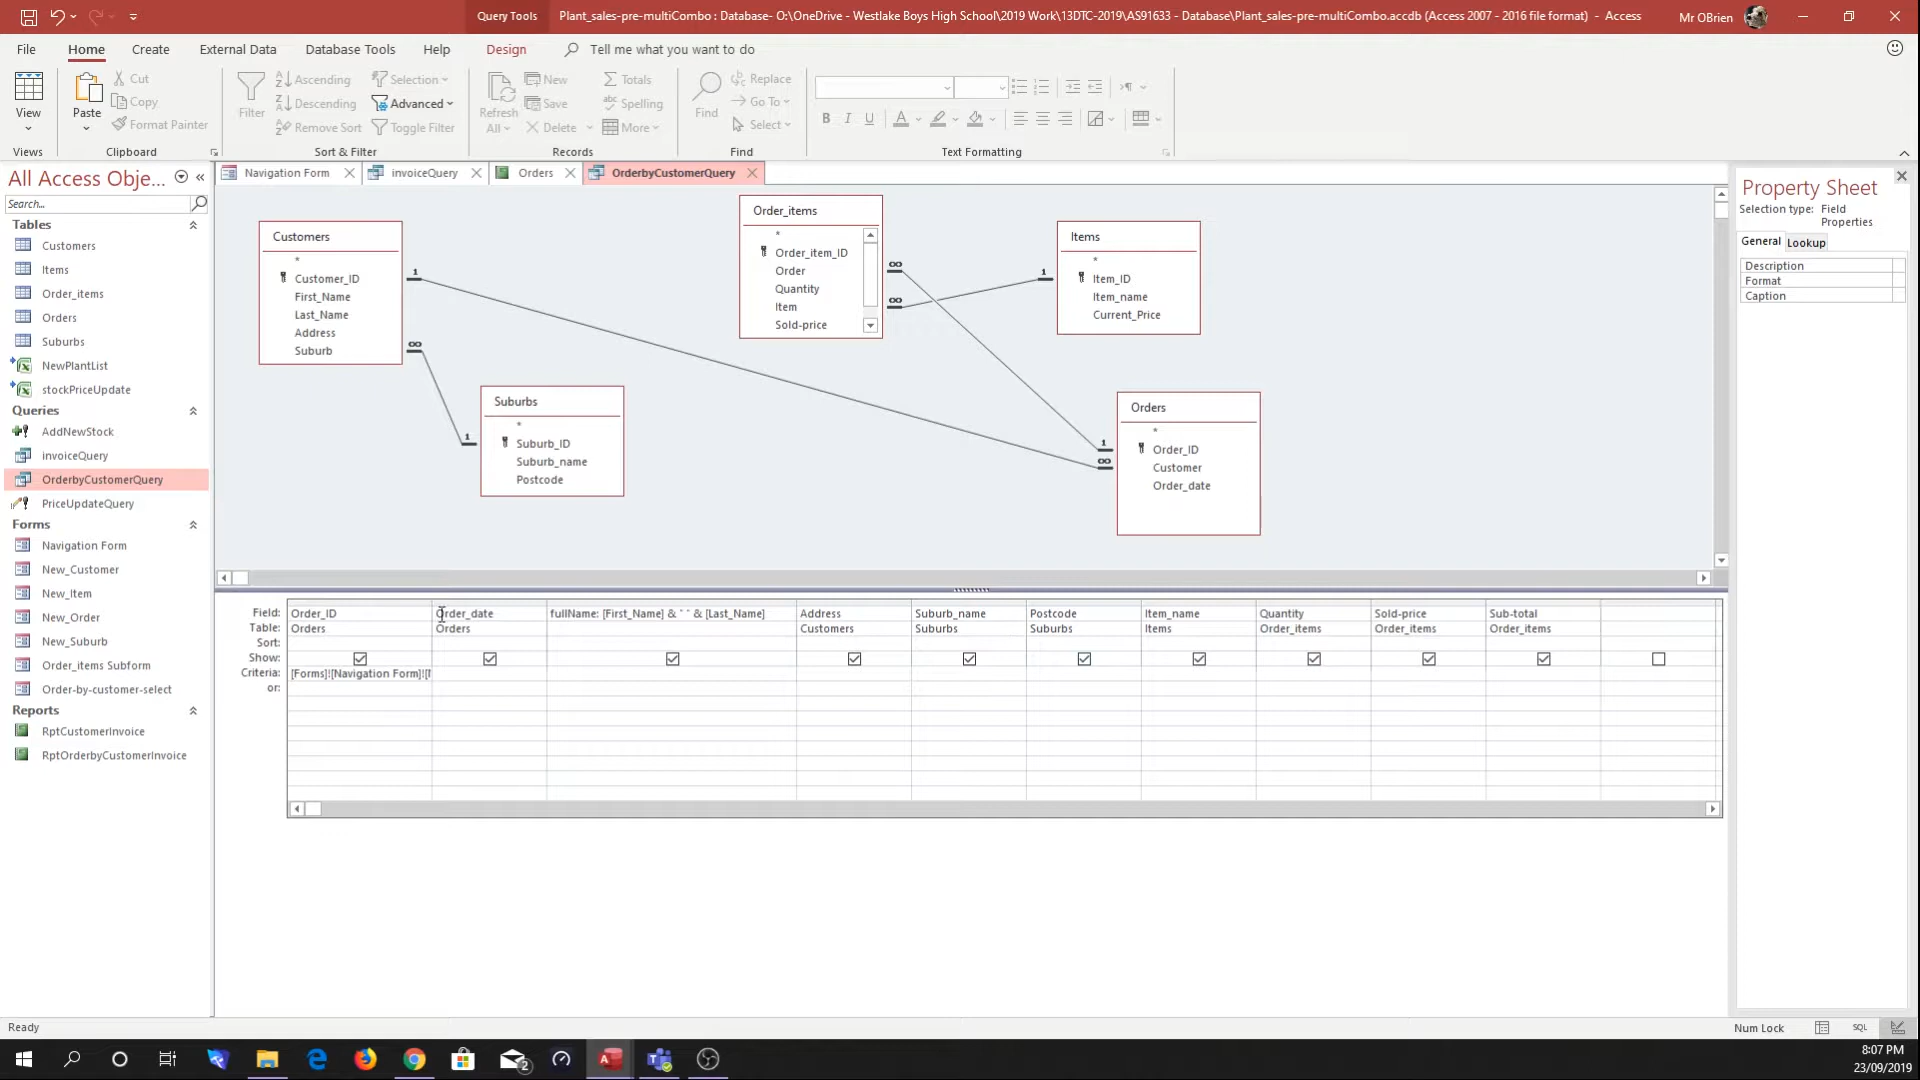 Query Tools
Plant_sales-pre-multiCombo : Database- O:\OneDrive - Westlake Boys High School\2019 Work\13DTC-2019\AS91633 - Database\Plant_sales-pre-multiCombo.accdb (Access 2007 - 2016 file format) - Access
Mr OBrien
File Home Create External Data Database Tools Help Design Tell me what you want to do
View
Views
Paste
Cut
Copy
Format Painter
Clipboard
Filter
Ascending
Descending
Remove Sort
Selection
Advanced
Toggle Filter
Sort & Filter
Refresh
All
New
Save
Delete
Totals
Spelling
More
Records
Find
Replace
Go To
Select
Find
B I U A
Text Formatting
All Access Obje...
Search...
Tables
Customers
Items
Order_items
Orders
Suburbs
NewPlantList
stockPriceUpdate
Queries
AddNewStock
invoiceQuery
OrderbyCustomerQuery
PriceUpdateQuery
Forms
Navigation Form
New_Customer
New_Item
New_Order
New_Suburb
Order_items Subform
Order-by-customer-select
Reports
RptCustomerInvoice
RptOrderbyCustomerInvoice
Navigation Form invoiceQuery Orders OrderbyCustomerQuery
Customers
*
Customer_ID
First_Name
Last_Name
Address
Suburb
1
∞
Suburbs
*
Suburb_ID
Suburb_name
Postcode
1
Order_items
*
Order_item_ID
Order
Quantity
Item
Sold-price
∞
∞
Items
*
Item_ID
Item_name
Current_Price
1
Orders
*
Order_ID
Customer
Order_date
1
∞
Field: Order_ID Order_date fullName: [First_Name] & " " & [Last_Name] Address Suburb_name Postcode Item_name Quantity Sold-price Sub-total
Table: Orders Orders Customers Suburbs Suburbs Items Order_items Order_items Order_items
Sort:
Show:
Criteria: [Forms]![Navigation Form]![
or:
Property Sheet
Selection type: Field
Properties
General Lookup
Description
Format
Caption
Ready
Num Lock
SQL
2
8:07 PM
23/09/2019